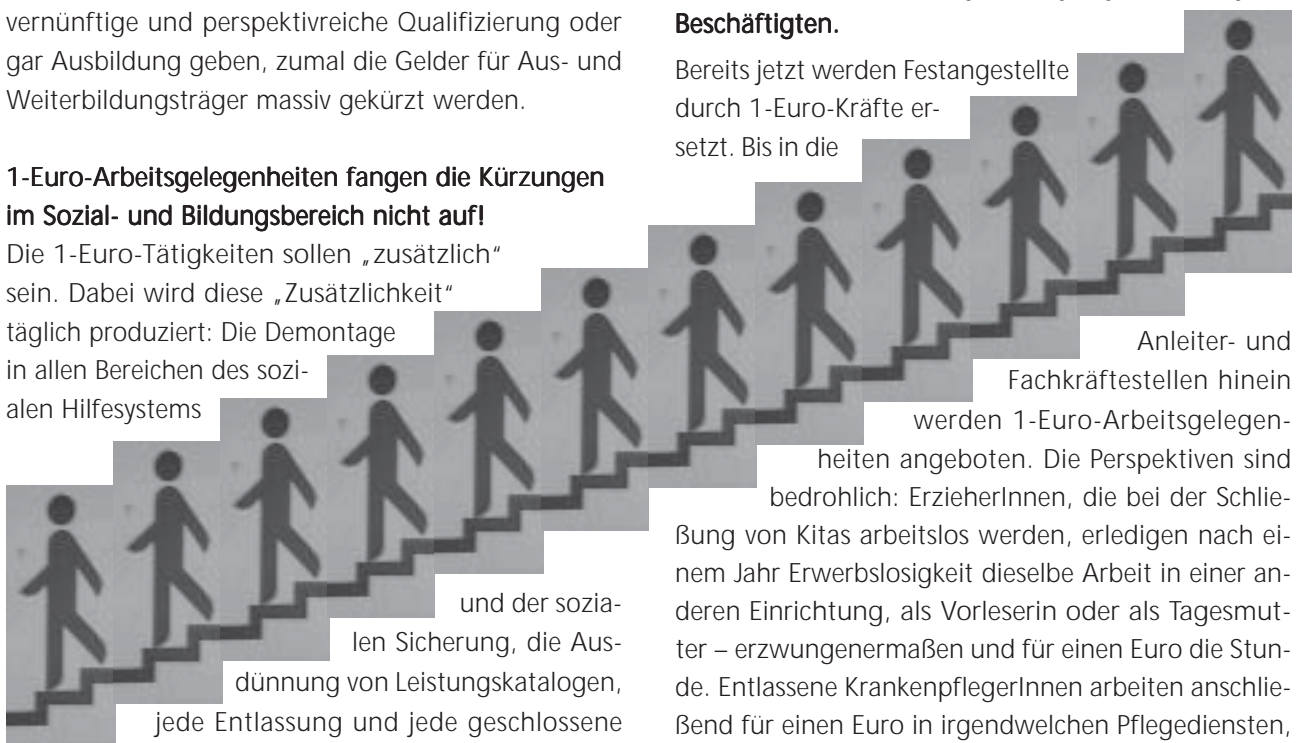 vernünftige und perspektivreiche Qualifizierung oder
gar Ausbildung geben, zumal die Gelder für Aus- und
Weiterbildungsträger massiv gekürzt werden.
1-Euro-Arbeitsgelegenheiten fangen die Kürzungen
im Sozial- und Bildungsbereich nicht auf!
Die 1-Euro-Tätigkeiten sollen „zusätzlich“
sein. Dabei wird diese „Zusätzlichkeit“
täglich produziert: Die Demontage
in allen Bereichen des sozi-
alen Hilfesystems
und der sozia-
len Sicherung, die Aus-
dünnung von Leistungskatalogen,
jede Entlassung und jede geschlossene
Beschäftigten.
Bereits jetzt werden Festangestellte
durch 1-Euro-Kräfte er-
setzt. Bis in die
Anleiter- und
Fachkräftestellen hinein
werden 1-Euro-Arbeitsgelegen-
heiten angeboten. Die Perspektiven sind
bedrohlich: ErzieherInnen, die bei der Schlie-
ßung von Kitas arbeitslos werden, erledigen nach ei-
nem Jahr Erwerbslosigkeit dieselbe Arbeit in einer an-
deren Einrichtung, als Vorleserin oder als Tagesmut-
ter – erzwungenermaßen und für einen Euro die Stun-
de. Entlassene KrankenpflegerInnen arbeiten anschlie-
ßend für einen Euro in irgendwelchen Pflegediensten,